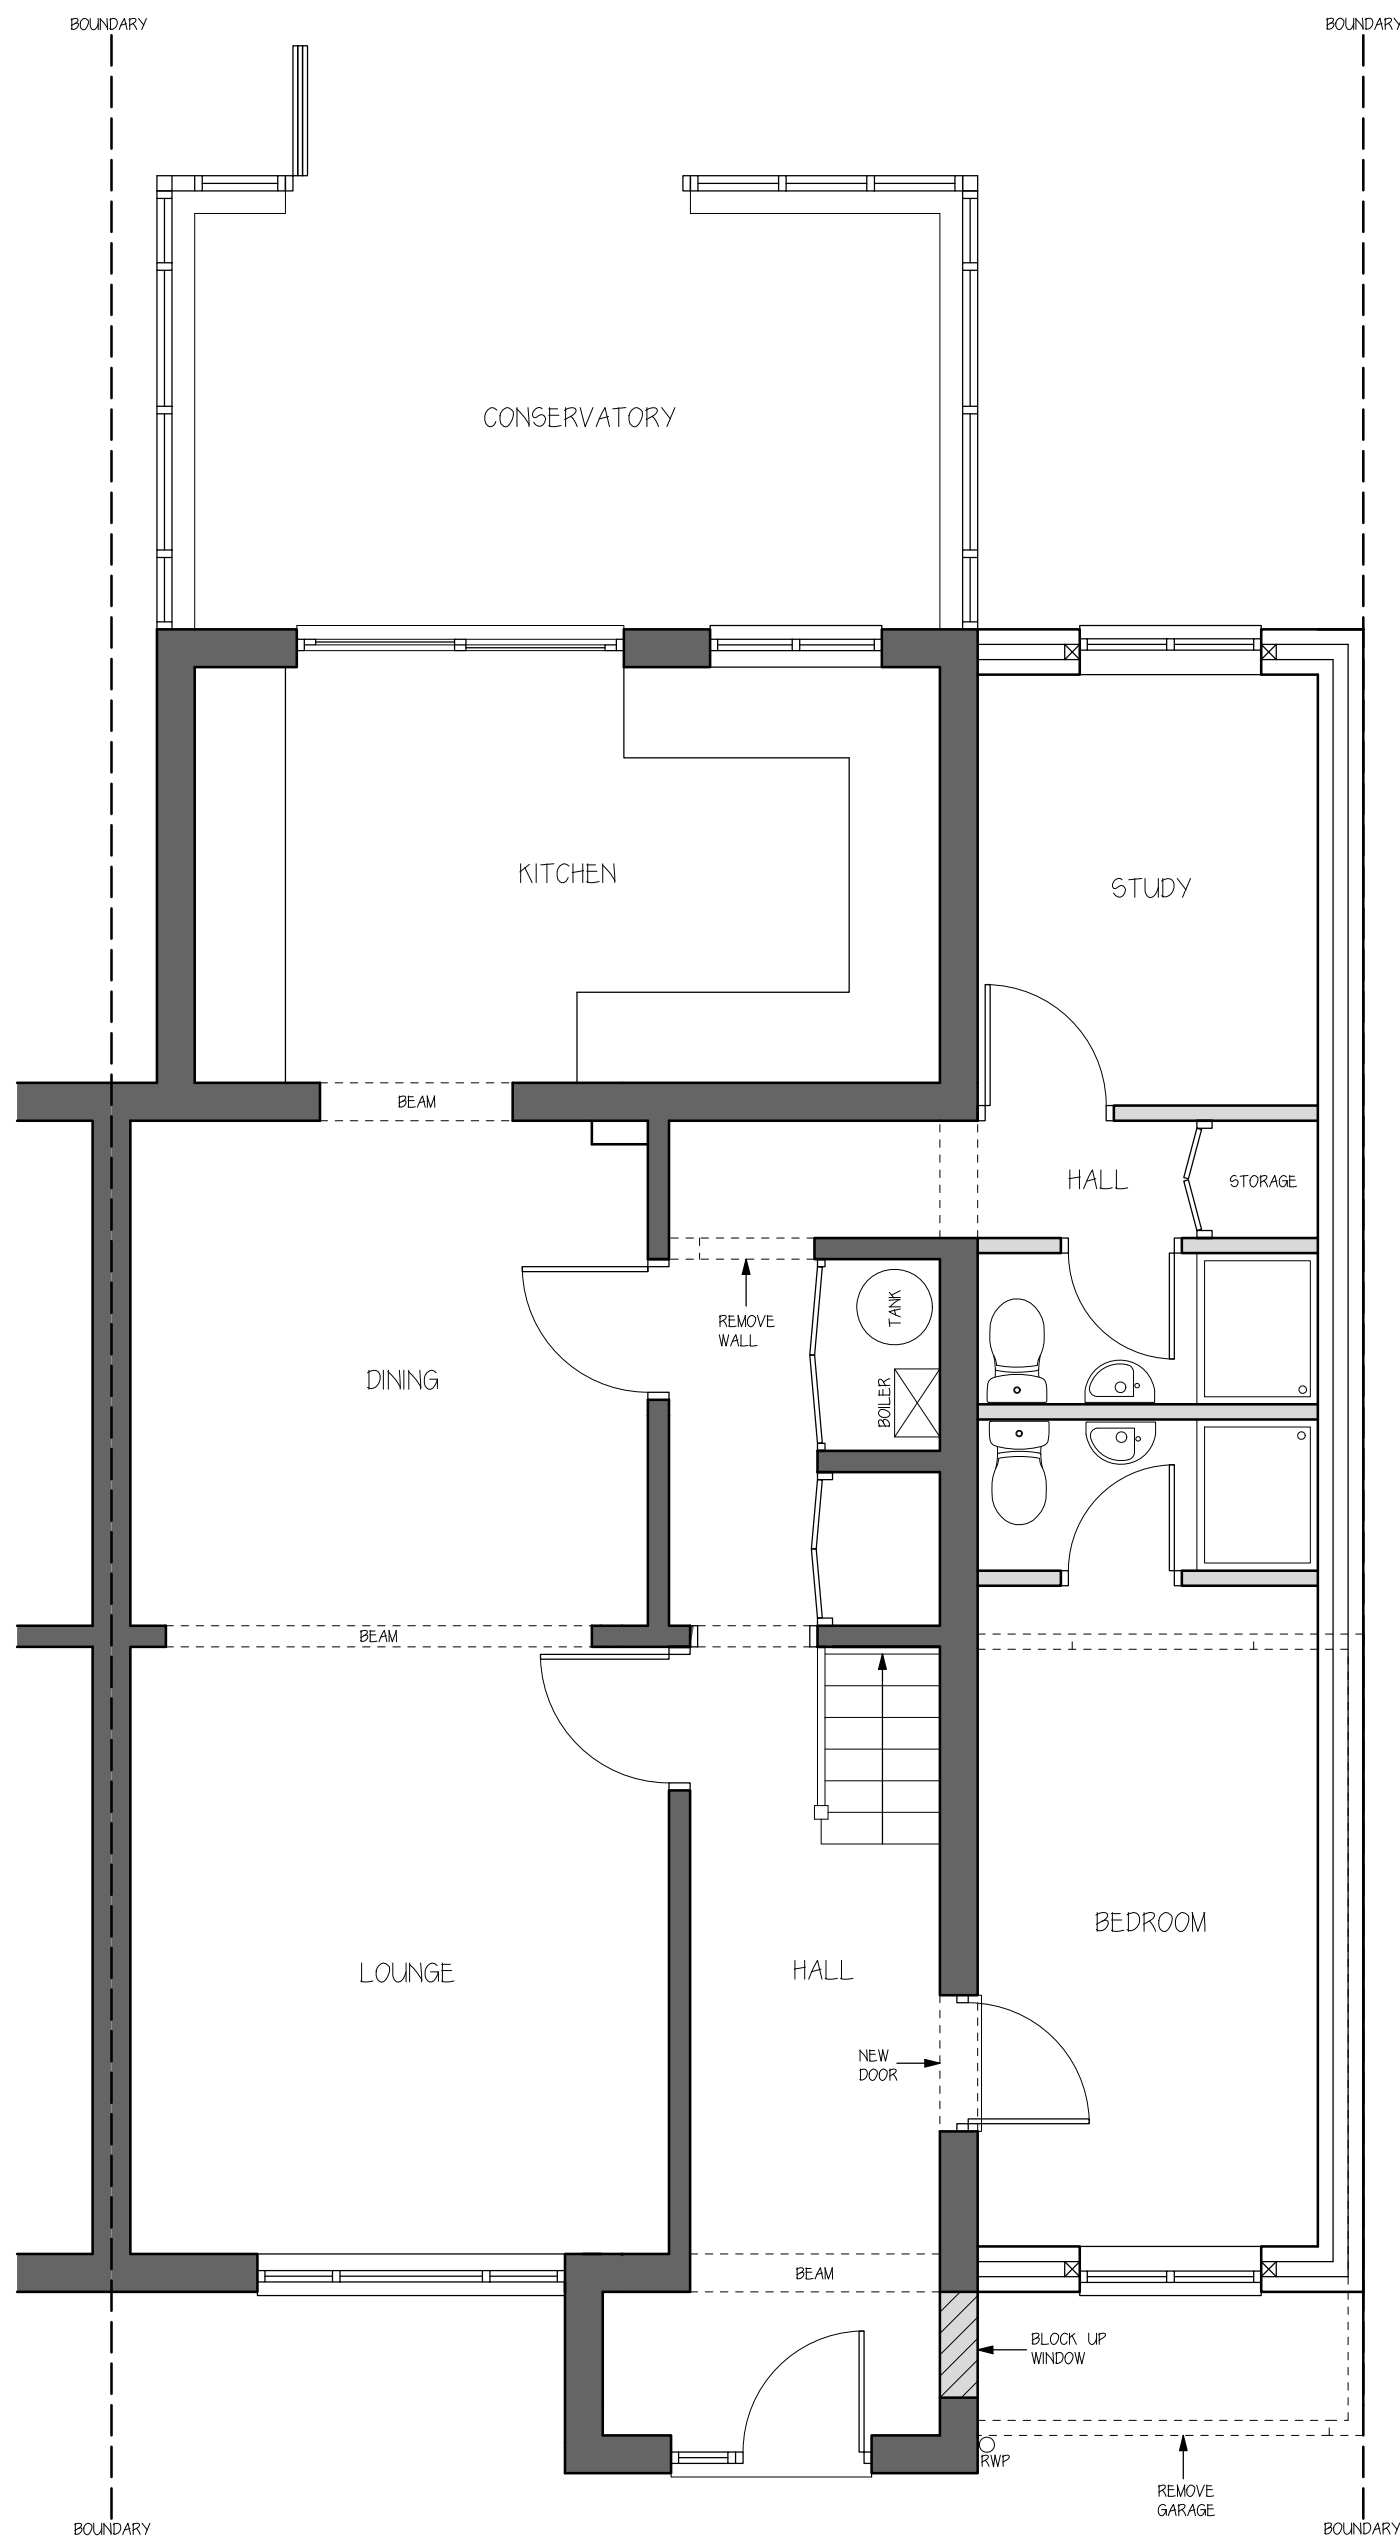 BOUNDARY
BOUNDARY
CONSERVATORY
KITCHEN
STUDY
BEAM
HALL
STORAGE
TANK
REMOVE
WALL
DINING
BOILER
BEAM
BEDROOM
LOUNGE
HALL
NEW
DOOR
BEAM
BLOCK UP
WINDOW
RWP
REMOVE
GARAGE
BOUNDARY
BOUNDARY